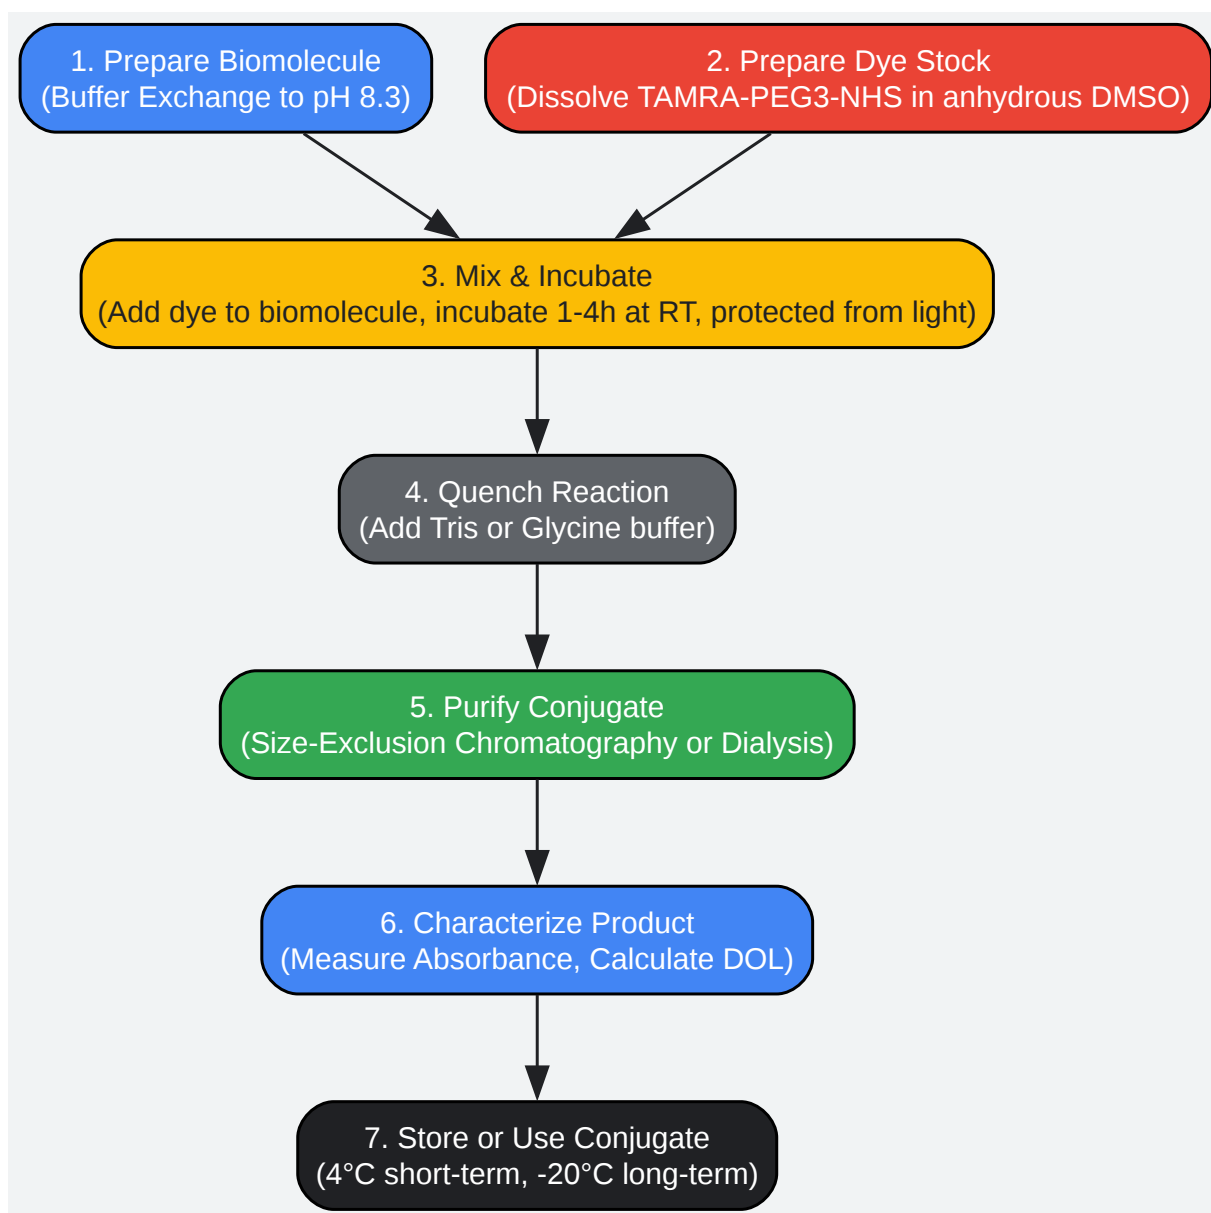 1. Prepare Biomolecule
(Buffer Exchange to pH 8.3)
2. Prepare Dye Stock
(Dissolve TAMRA-PEG3-NHS in anhydrous DMSO)
3. Mix & Incubate
(Add dye to biomolecule, incubate 1-4h at RT, protected from light)
4. Quench Reaction
(Add Tris or Glycine buffer)
5. Purify Conjugate
(Size-Exclusion Chromatography or Dialysis)
6. Characterize Product
(Measure Absorbance, Calculate DOL)
7. Store or Use Conjugate
(4°C short-term, -20°C long-term)